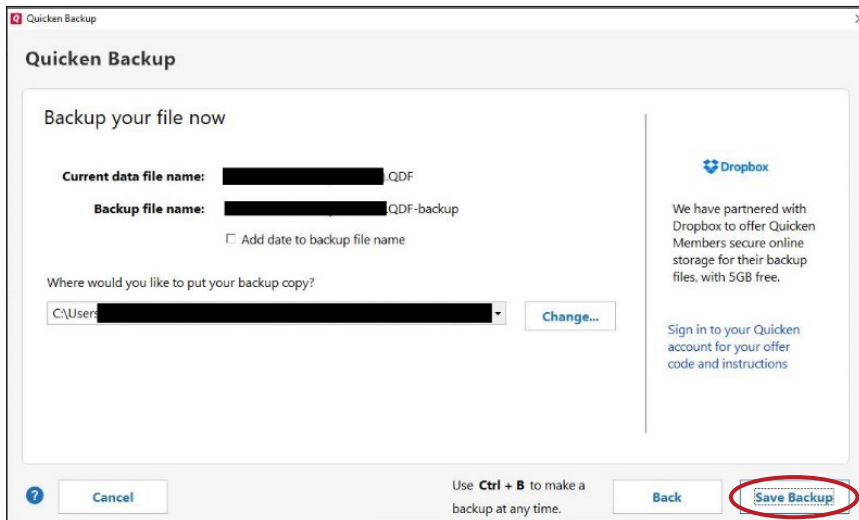 Quicken Backup
Quicken Backup
Backup your file now
Current data file name: .QDF
Backup file name: .QDF-backup
Add date to backup file name
Where would you like to put your backup copy?
C:\Users
Change...
Dropbox
We have partnered with
Dropbox to offer Quicken
Members secure online
storage for their backup
files, with 5GB free.
Sign in to your Quicken
account for your offer
code and instructions
?
Cancel
Use Ctrl + B to make a
backup at any time.
Back
Save Backup